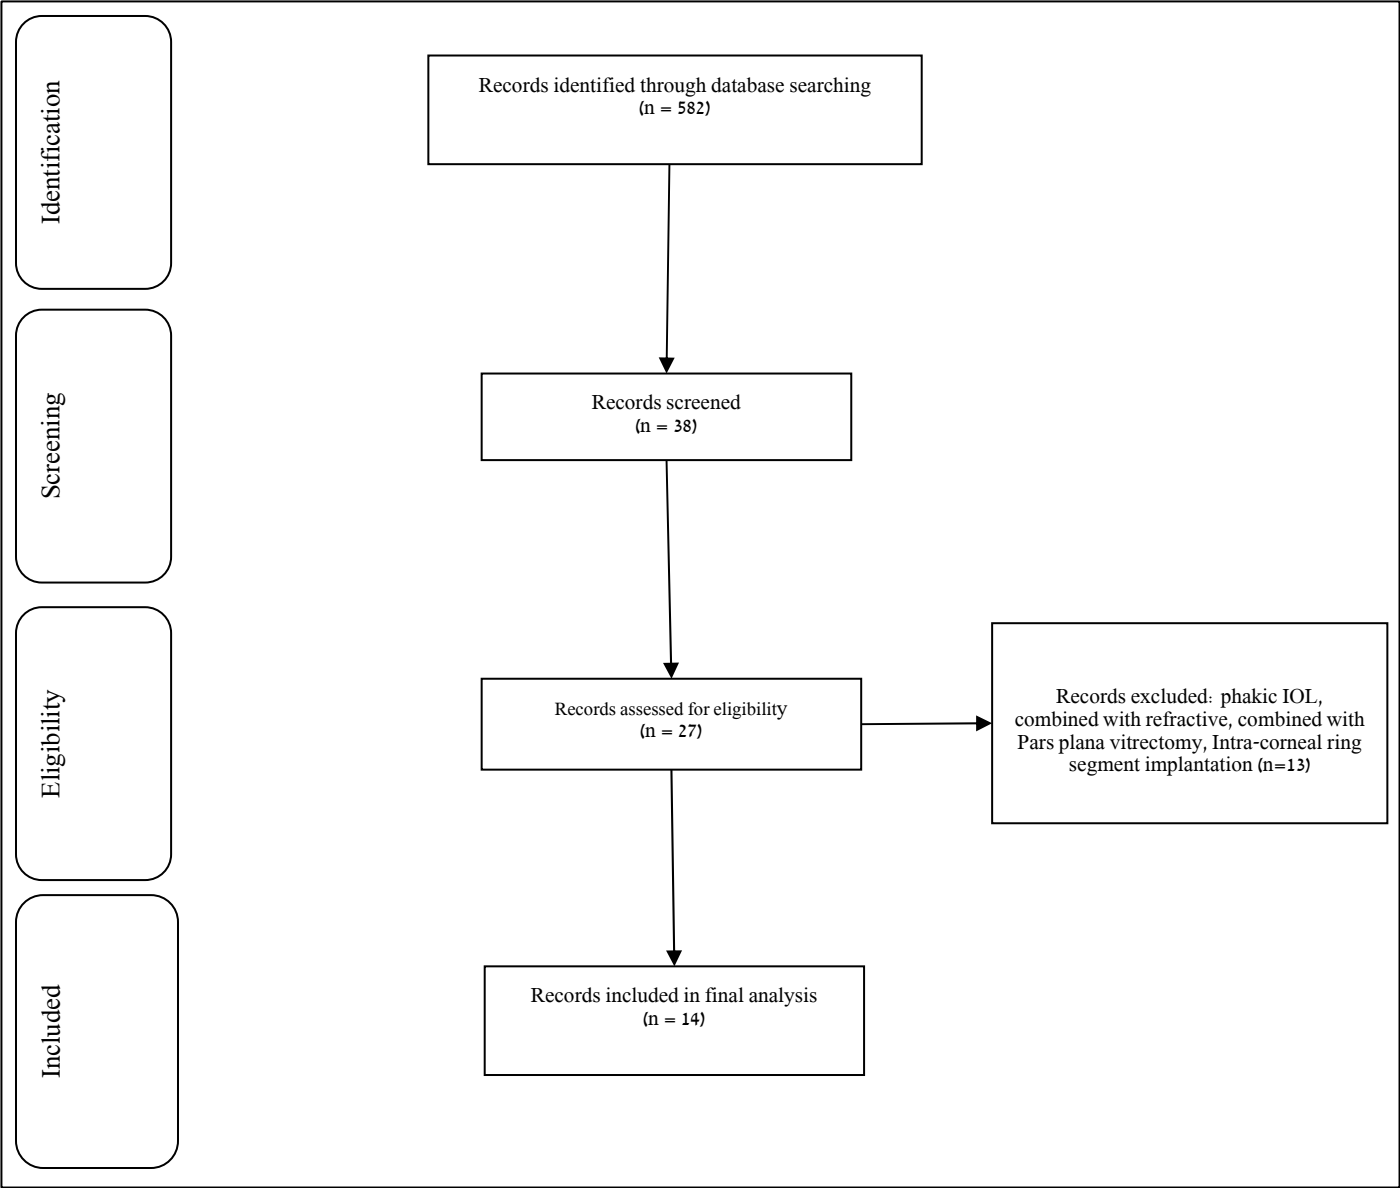 Identification
Records identified through database searching
(n = 582)
Screening
Records screened
(n = 38)
Eligibility
Records assessed for eligibility
(n = 27)
Records excluded: phakic IOL,
combined with refractive, combined with
Pars plana vitrectomy, Intra-corneal ring
segment implantation (n=13)
Included
Records included in final analysis
(n = 14)